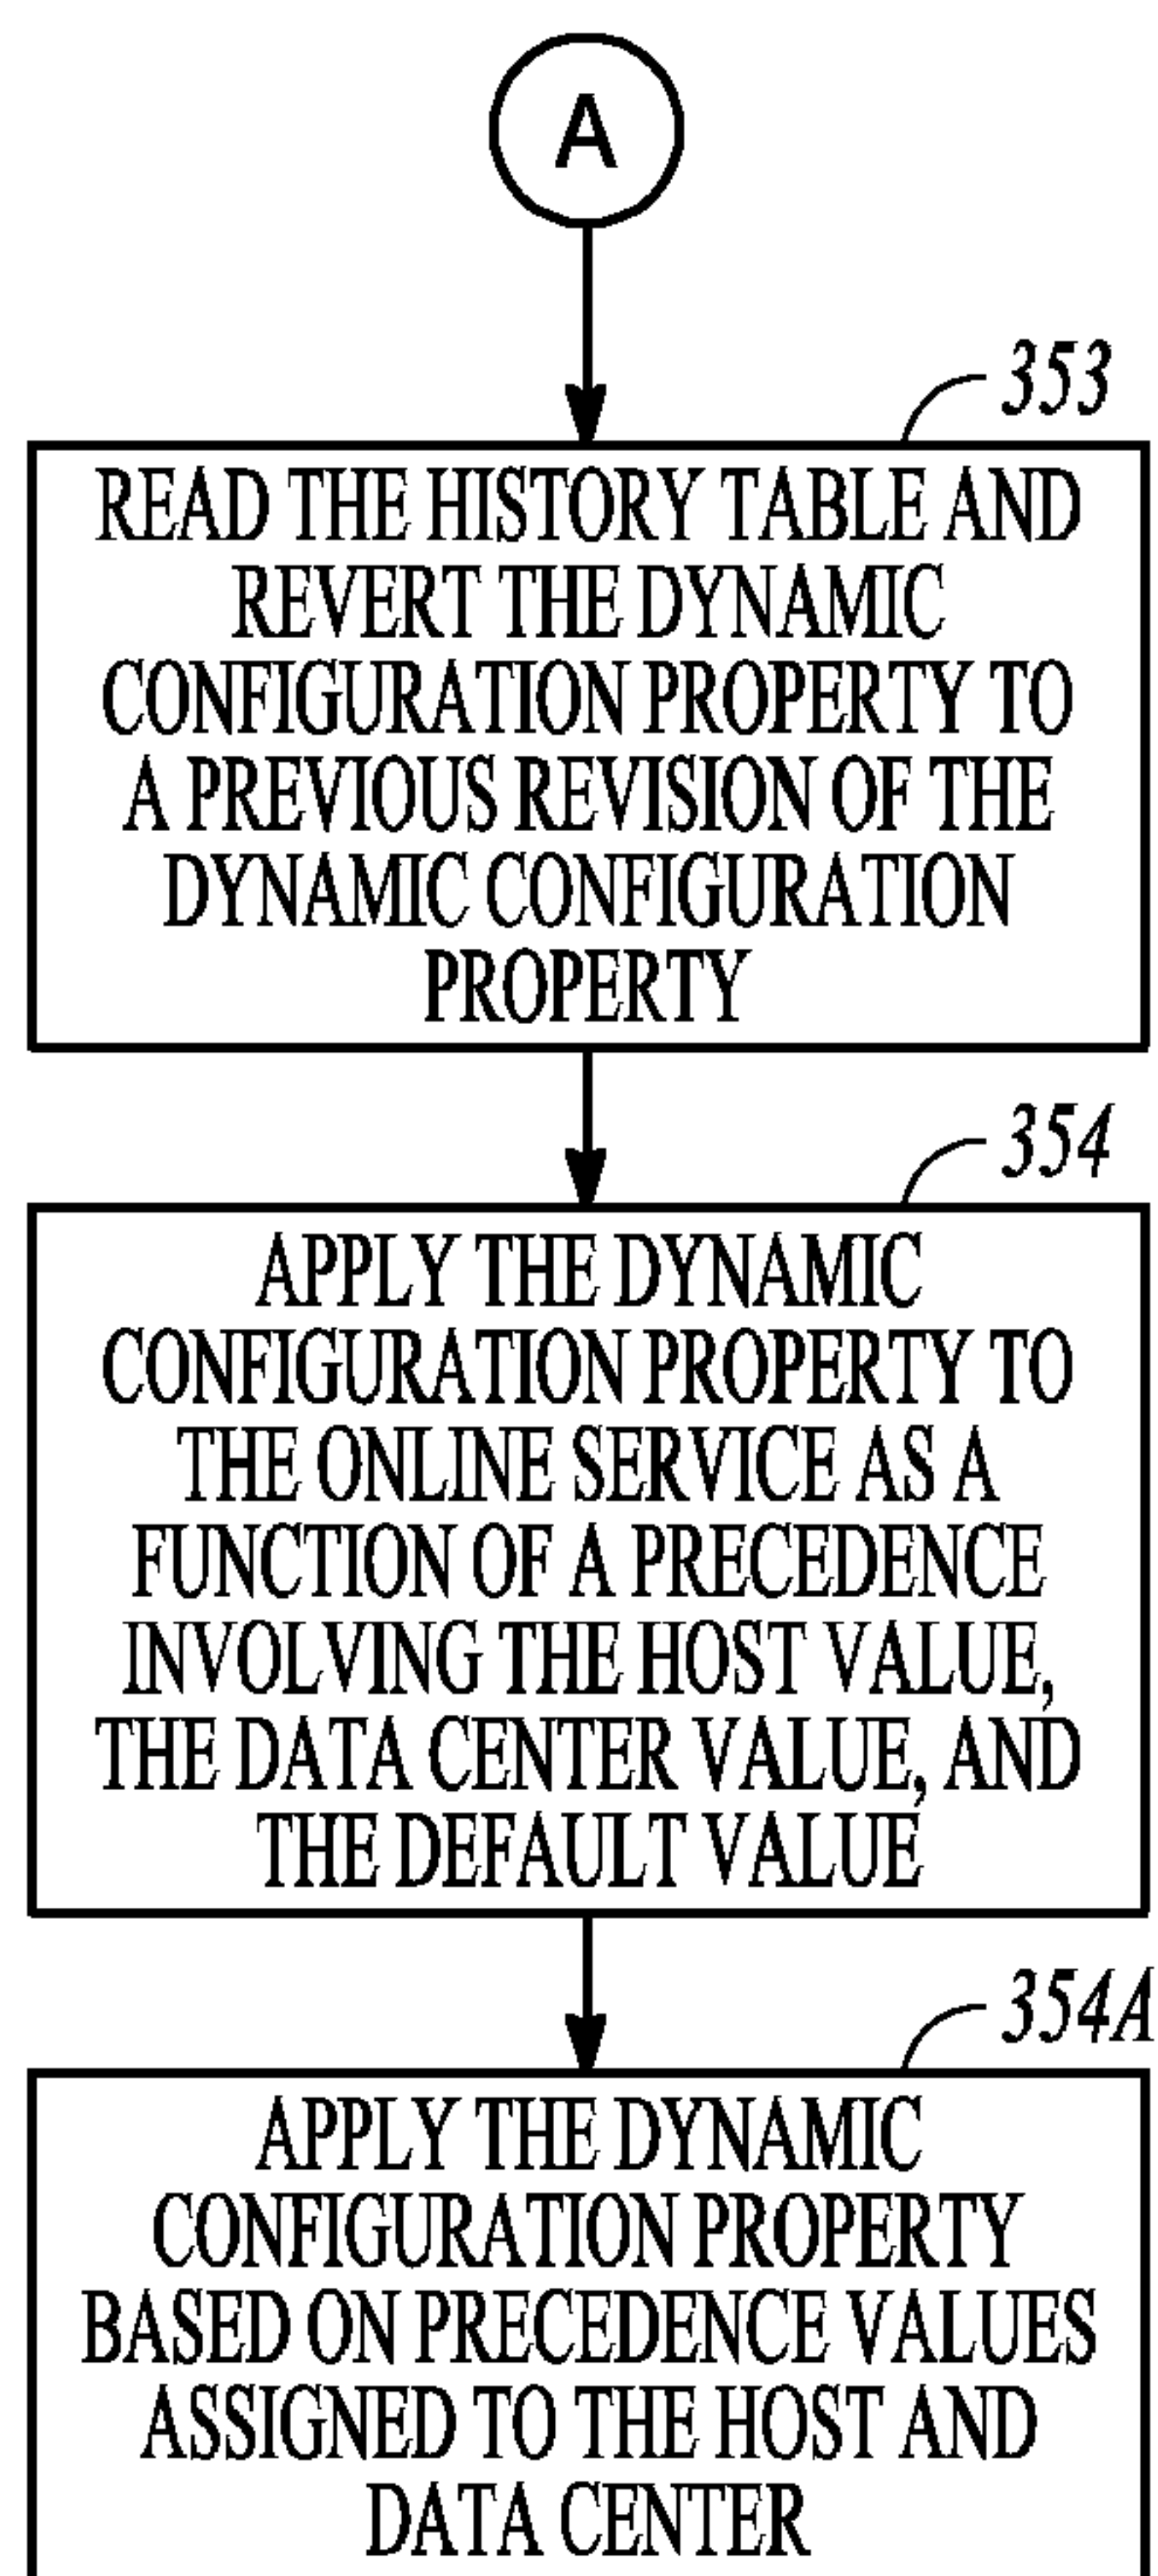 A
353
READ THE HISTORY TABLE AND
REVERT THE DYNAMIC
CONFIGURATION PROPERTY TO
A PREVIOUS REVISION OF THE
DYNAMIC CONFIGURATION
PROPERTY
354
APPLY THE DYNAMIC
CONFIGURATION PROPERTY TO
THE ONLINE SERVICE AS A
FUNCTION OF A PRECEDENCE
INVOLVING THE HOST VALUE,
THE DATA CENTER VALUE, AND
THE DEFAULT VALUE
354A
APPLY THE DYNAMIC
CONFIGURATION PROPERTY
BASED ON PRECEDENCE VALUES
ASSIGNED TO THE HOST AND
DATA CENTER